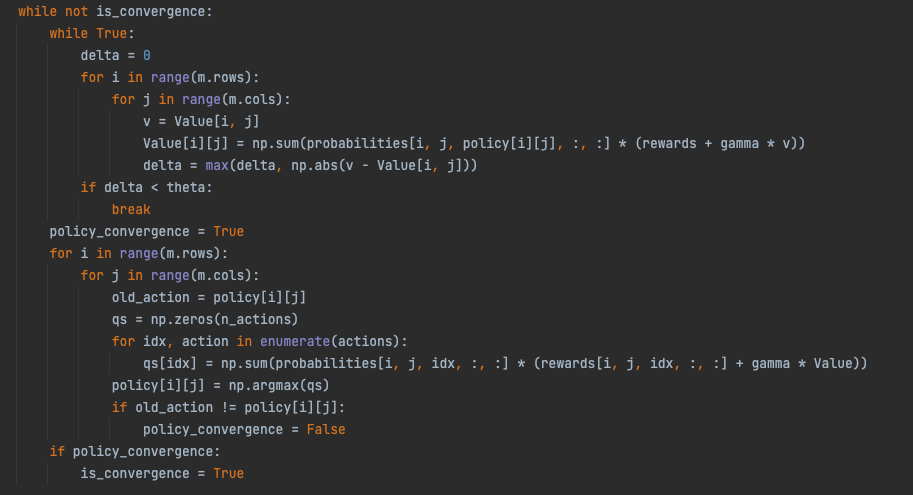 while not is_convergence:
    while True:
        delta = 0
        for i in range(m.rows):
            for j in range(m.cols):
                v = Value[i, j]
                Value[i][j] = np.sum(probabilities[i, j, policy[i][j], :, :] * (rewards + gamma * v))
                delta = max(delta, np.abs(v - Value[i, j]))
        if delta < theta:
            break
    policy_convergence = True
    for i in range(m.rows):
        for j in range(m.cols):
            old_action = policy[i][j]
            qs = np.zeros(n_actions)
            for idx, action in enumerate(actions):
                qs[idx] = np.sum(probabilities[i, j, idx, :, :] * (rewards[i, j, idx, :, :] + gamma * Value))
            policy[i][j] = np.argmax(qs)
            if old_action != policy[i][j]:
                policy_convergence = False
    if policy_convergence:
        is_convergence = True